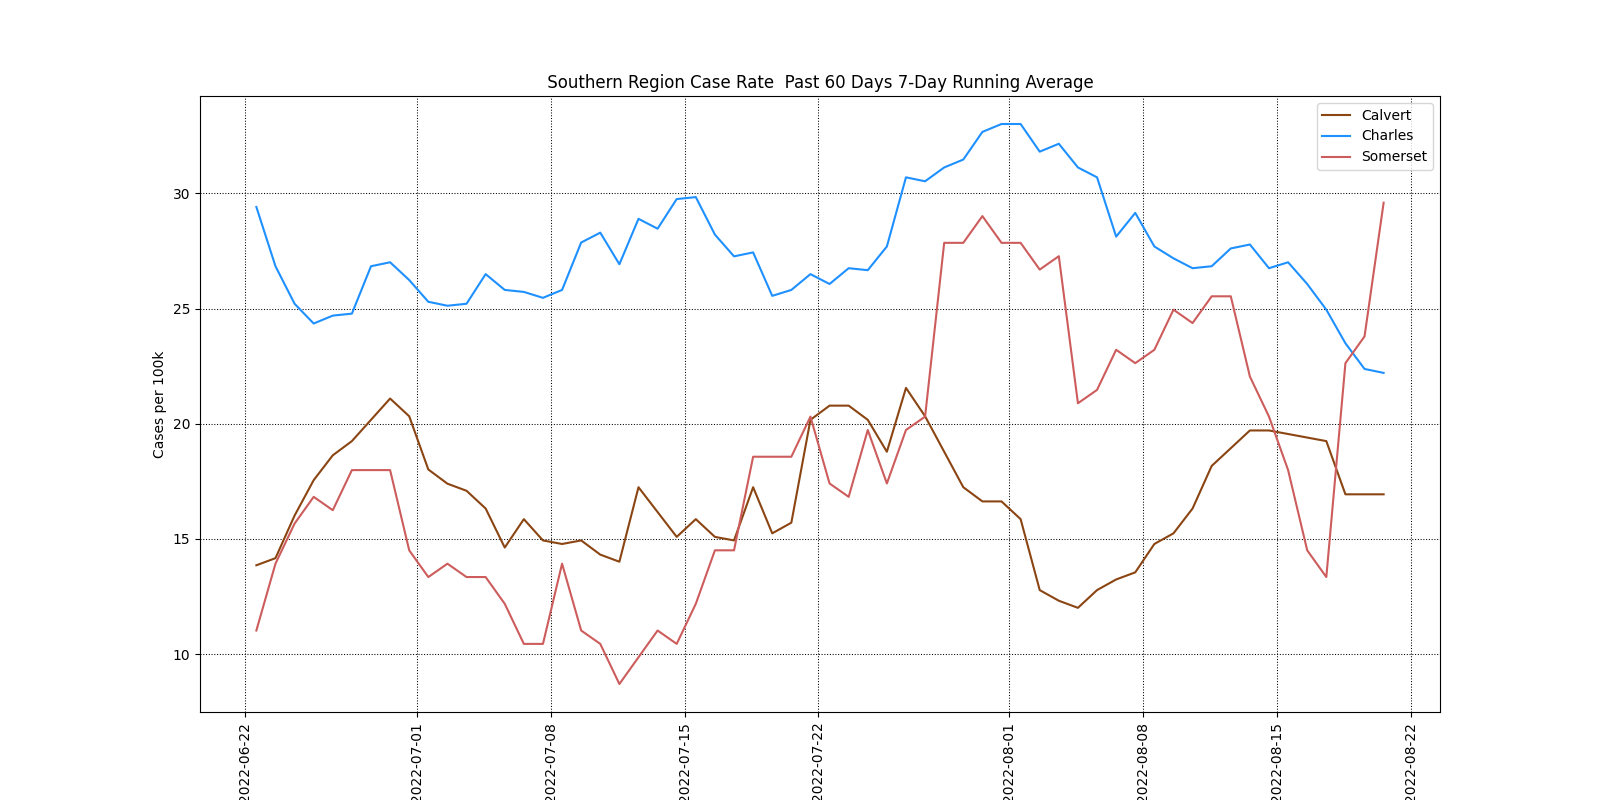 Southern Region Case Rate  Past 60 Days 7-Day Running Average
Calvert
Charles
Somerset
Cases per 100k
30
25
20
15
10
2022-06-22
2022-07-01
2022-07-08
2022-07-15
2022-07-22
2022-08-01
2022-08-08
2022-08-15
2022-08-22